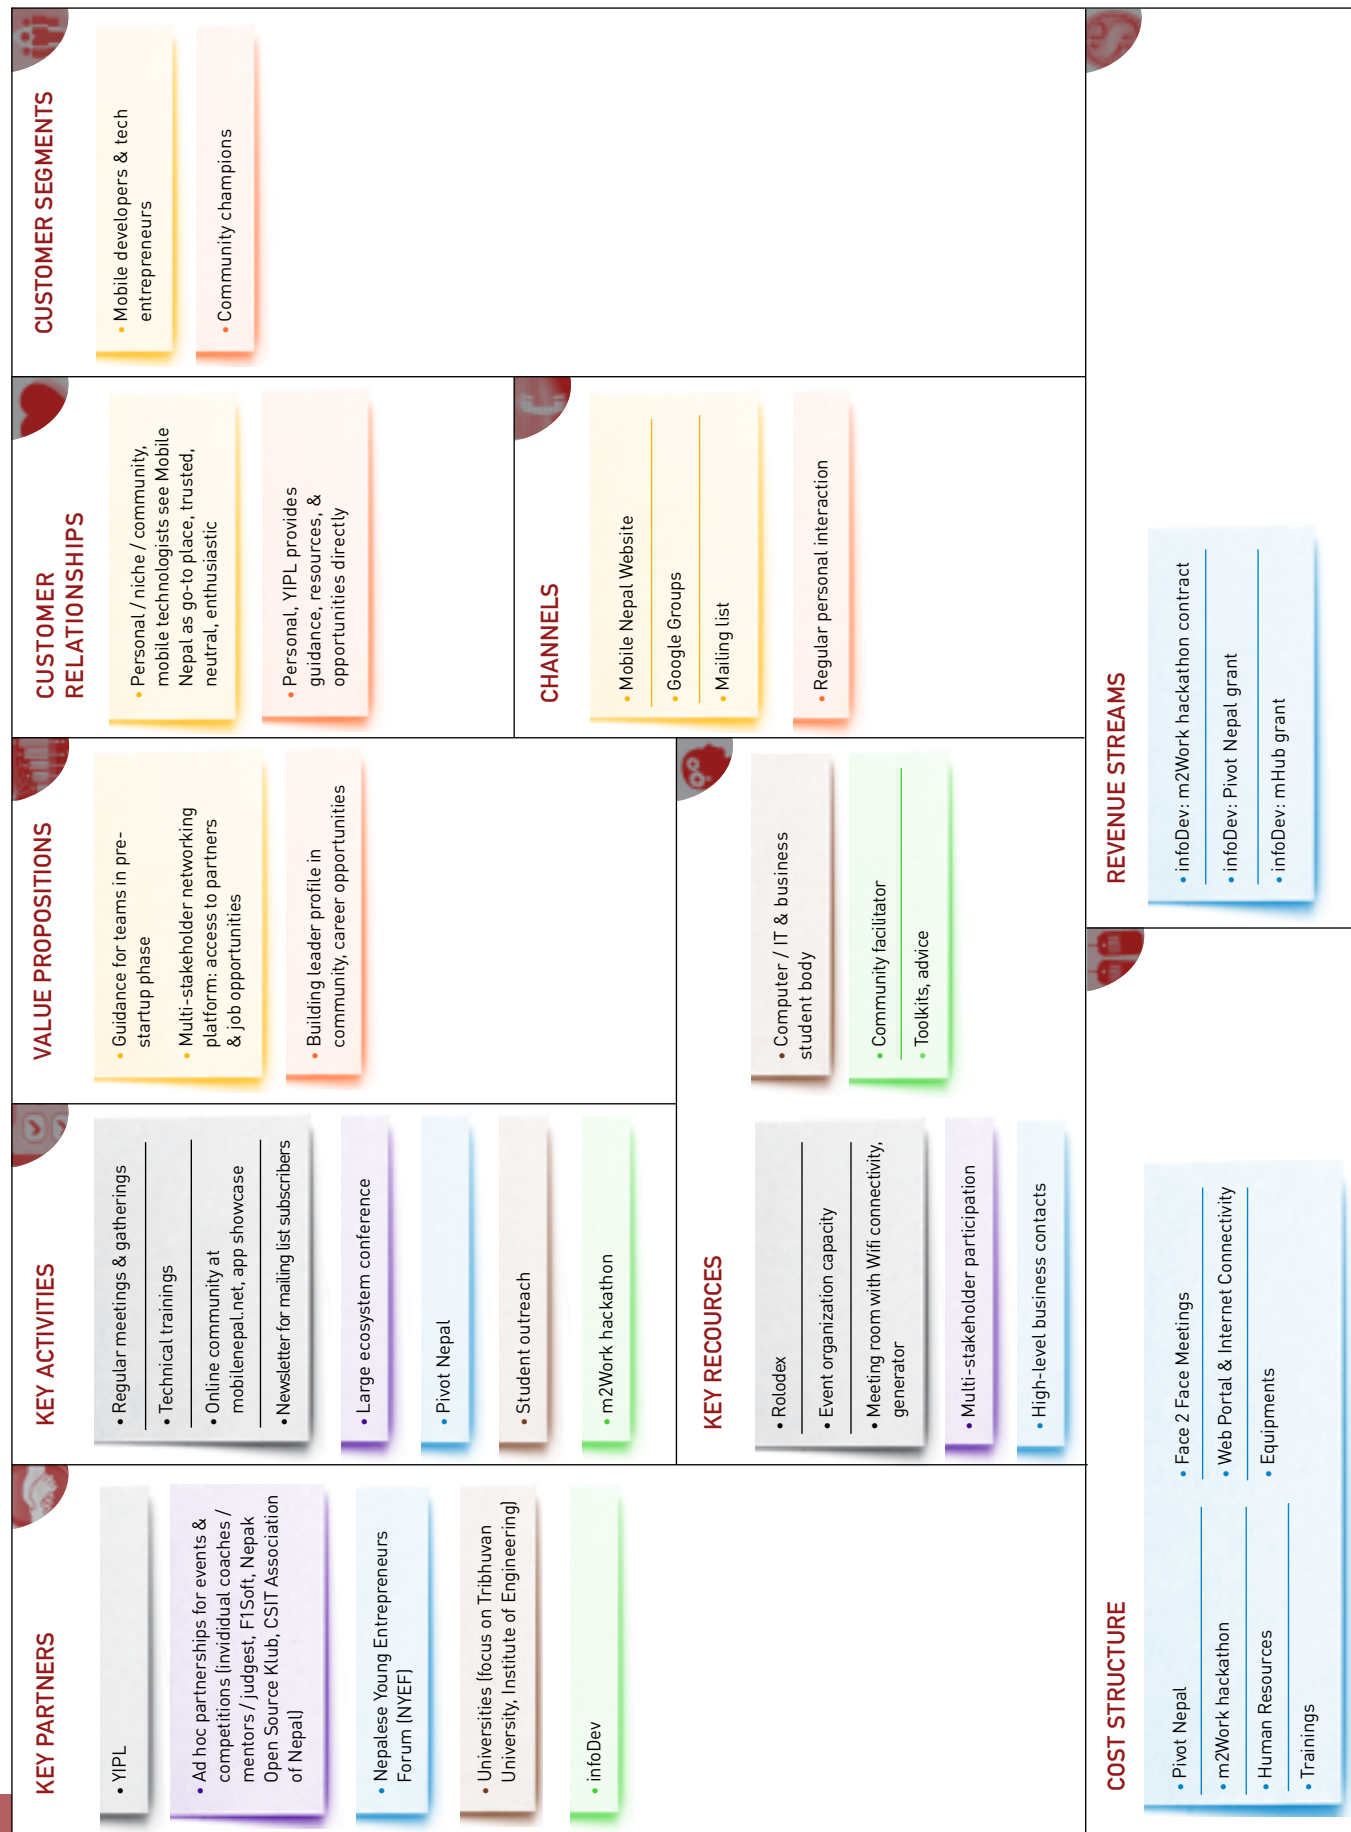 KEY PARTNERS
• YIPL
• Ad hoc partnerships for events &
competitions (invididual coaches /
mentors / judgest, F1Soft, Nepak
Open Source Klub, CSIT Association
of Nepal)
• Nepalese Young Entrepreneurs
Forum (NYEF)
• Universities (focus on Tribhuvan
University, Institute of Engineering)
• infoDev
KEY ACTIVITIES
• Regular meetings & gatherings
• Technical trainings
• Online community at
mobilenepal.net, app showcase
• Newsletter for mailing list subscribers
• Large ecosystem conference
• Pivot Nepal
• Student outreach
• m2Work hackathon
KEY RECOURCES
• Rolodex
• Event organization capacity
• Meeting room with Wifi connectivity,
generator
• Multi-stakeholder participation
• High-level business contacts
• Computer / IT & business
student body
• Community facilitator
• Toolkits, advice
VALUE PROPOSITIONS
• Guidance for teams in pre-
startup phase
• Multi-stakeholder networking
platform: access to partners
& job opportunities
• Building leader profile in
community, career opportunities
CUSTOMER
RELATIONSHIPS
• Personal / niche / community,
mobile technologists see Mobile
Nepal as go-to place, trusted,
neutral, enthusiastic
• Personal, YIPL provides
guidance, resources, &
opportunities directly
CHANNELS
• Mobile Nepal Website
• Google Groups
• Mailing list
• Regular personal interaction
CUSTOMER SEGMENTS
• Mobile developers & tech
entrepreneurs
• Community champions
COST STRUCTURE
• Pivot Nepal
• m2Work hackathon
• Human Resources
• Trainings
• Face 2 Face Meetings
• Web Portal & Internet Connectivity
• Equipments
REVENUE STREAMS
• infoDev: m2Work hackathon contract
• infoDev: Pivot Nepal grant
• infoDev: mHub grant